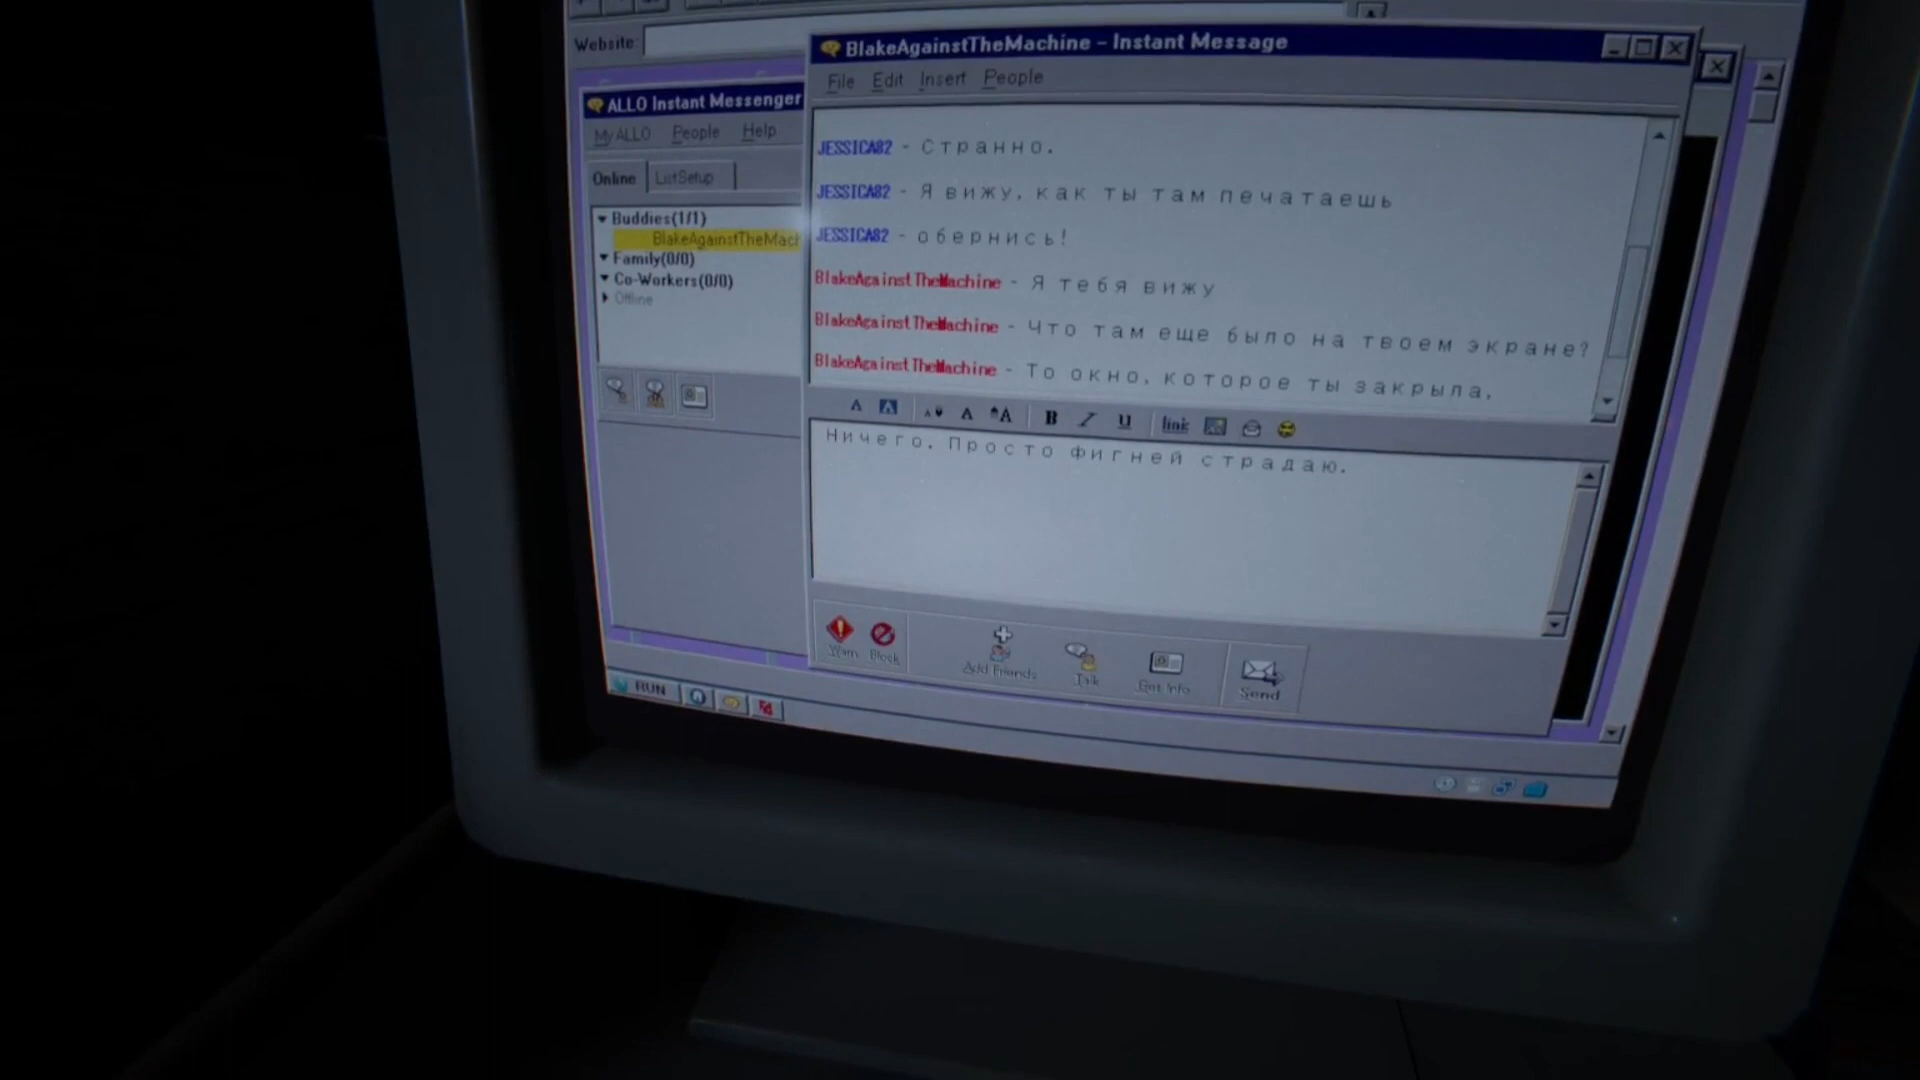 Website:
BlakeAgainstTheMachine – Instant Message
File Edit Insert People
ALLO Instant Messenger
My ALLO People Help
Online List Setup
Buddies(1/1)
BlakeAgainstTheMach
Family(0/0)
Co-Workers(0/0)
Offline
JESSICA82 - Странно.
JESSICA82 - Я вижу, как ты там печатаешь
JESSICA82 - обернись!
BlakeAgainstTheMachine - Я тебя вижу
BlakeAgainstTheMachine - Что там еще было на твоем экране?
BlakeAgainstTheMachine - То окно, которое ты закрыла,
A A A A A B I U link
Ничего. Просто фигней страдаю.
Warn Block Add Friends Talk Get Info Send
RUN